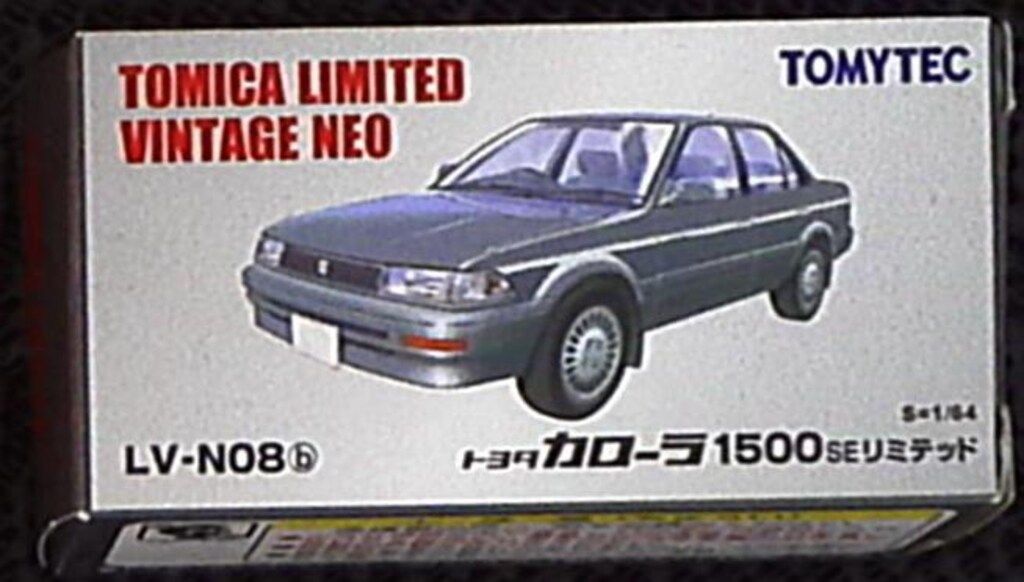 TOMICA LIMITED
VINTAGE NEO
TOMYTEC
S=1/64
LV-N08ⓑ
トヨタカローラ1500SEリミテッド